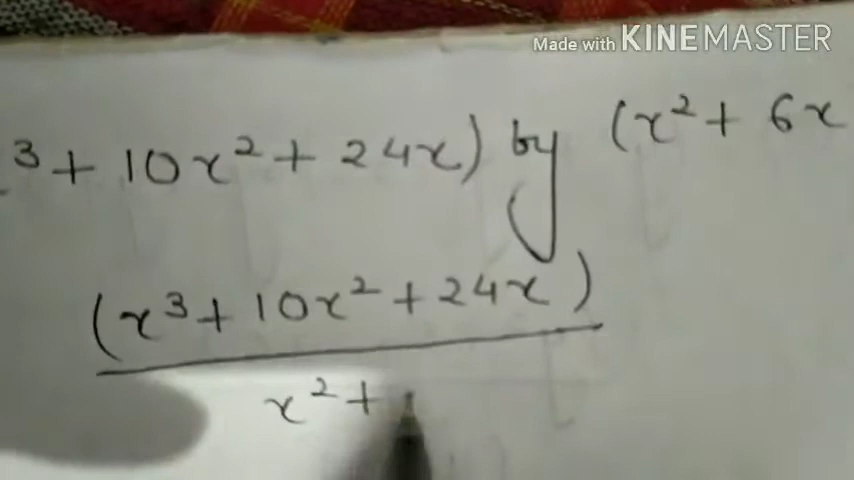 Made with KINEMASTER
³ + 10x² + 24x) by (x² + 6x
(x³ + 10x² + 24x)
x² +